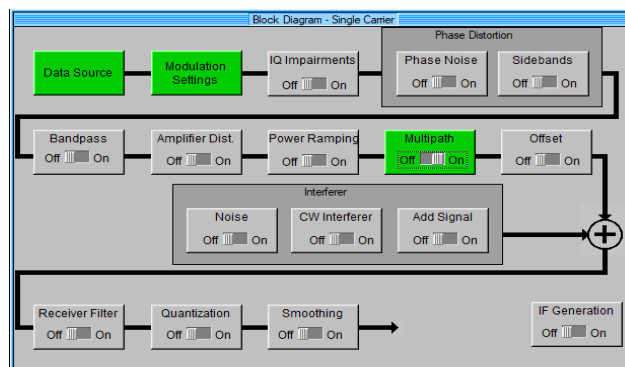 Block Diagram - Single Carrier
Phase Distortion
Data Source
Modulation
Settings
IQ Impairments
Off On
Phase Noise
Off On
Sidebands
Off On
Bandpass
Off On
Amplifier Dist.
Off On
Power Ramping
Off On
Multipath
Off On
Offset
Off On
Interferer
Noise
Off On
CW Interferer
Off On
Add Signal
Off On
Receiver Filter
Off On
Quantization
Off On
Smoothing
Off On
IF Generation
Off On